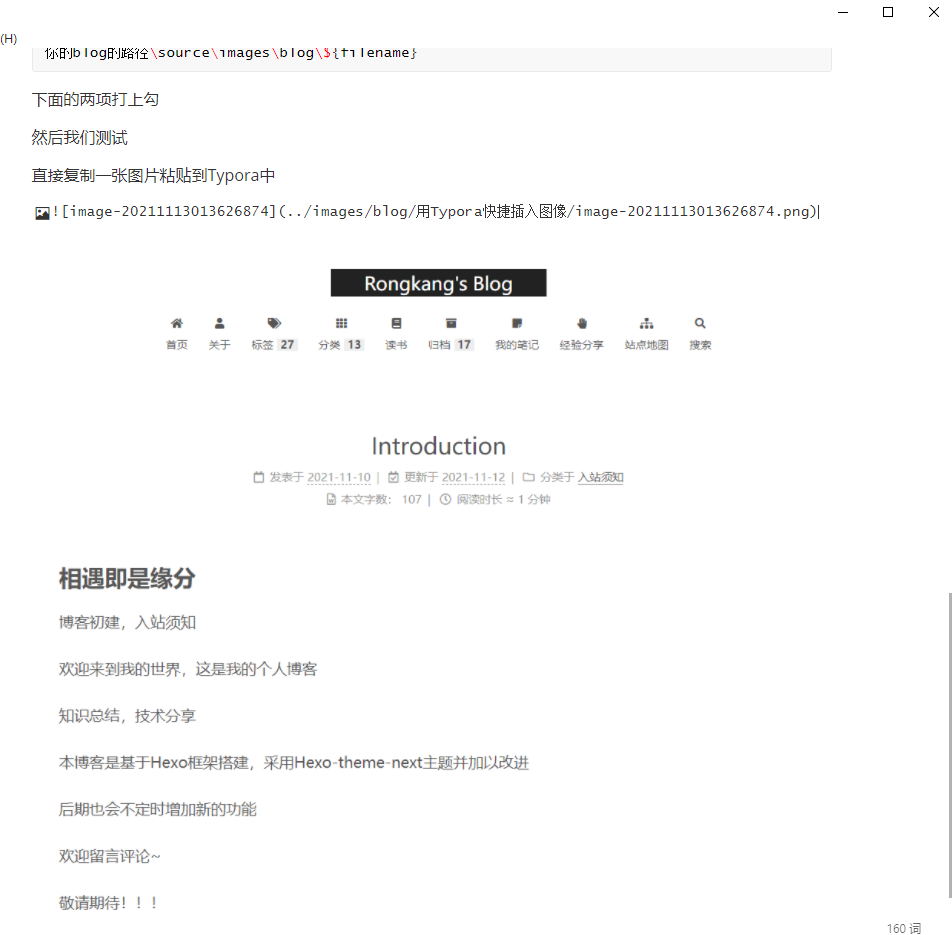 (H)
你的blog的路径\source\images\blog\${filename}
下面的两项打上勾
然后我们测试
直接复制一张图片粘贴到Typora中
![image-20211113013626874](../images/blog/用Typora快捷插入图像/image-20211113013626874.png)
Rongkang's Blog
首页 关于 标签 27 分类 13 读书 归档 17 我的笔记 经验分享 站点地图 搜索
Introduction
发表于 2021-11-10 | 更新于 2021-11-12 | 分类于 入站须知
本文字数： 107 | 阅读时长 ≈ 1 分钟
相遇即是缘分
博客初建，入站须知
欢迎来到我的世界，这是我的个人博客
知识总结，技术分享
本博客是基于Hexo框架搭建，采用Hexo-theme-next主题并加以改进
后期也会不定时增加新的功能
欢迎留言评论~
敬请期待！！！
160 词